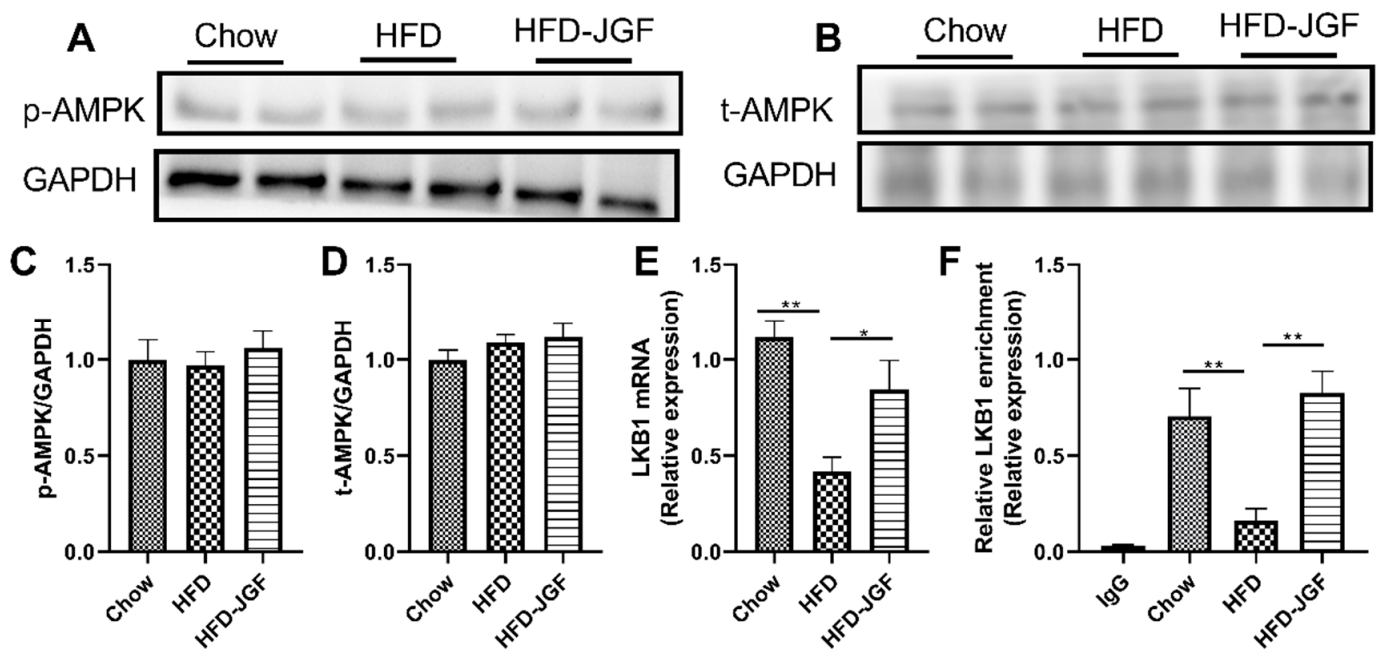 A
Chow
HFD
HFD-JGF
p-AMPK
GAPDH
B
Chow
HFD
HFD-JGF
t-AMPK
GAPDH
C
p-AMPK/GAPDH
1.5
1.0
0.5
0.0
Chow
HFD
HFD-JGF
D
t-AMPK/GAPDH
1.5
1.0
0.5
0.0
Chow
HFD
HFD-JGF
E
LKB1 mRNA
(Relative expression)
1.5
1.0
0.5
0.0
**
*
Chow
HFD
HFD-JGF
F
Relative LKB1 enrichment
(Relative expression)
1.5
1.0
0.5
0.0
**
**
IgG
Chow
HFD
HFD-JGF